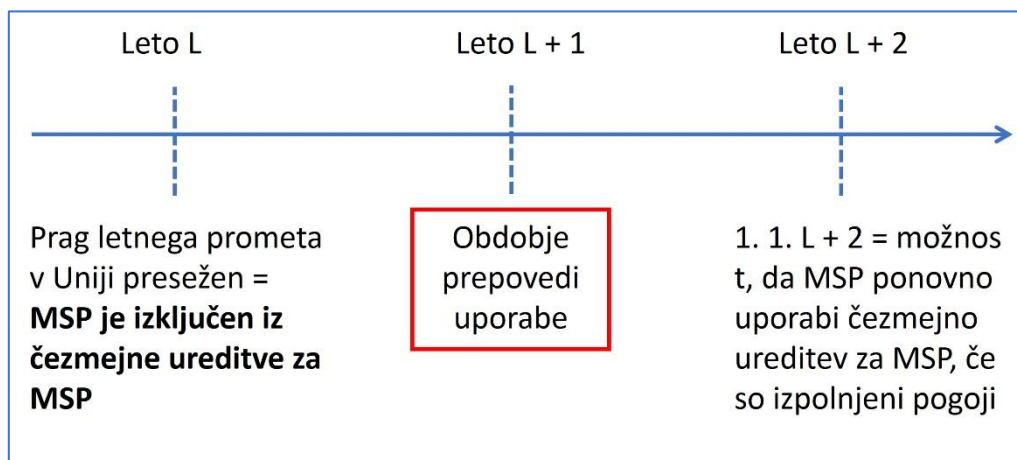 Leto L
Leto L + 1
Leto L + 2
Prag letnega prometa
v Uniji presežen =
MSP je izključen iz
čezmejne ureditve za
MSP
Obdobje
prepovedi
uporabe
1. 1. L + 2 = možnos
t, da MSP ponovno
uporabi čezmejno
ureditev za MSP, če
so izpolnjeni pogoji